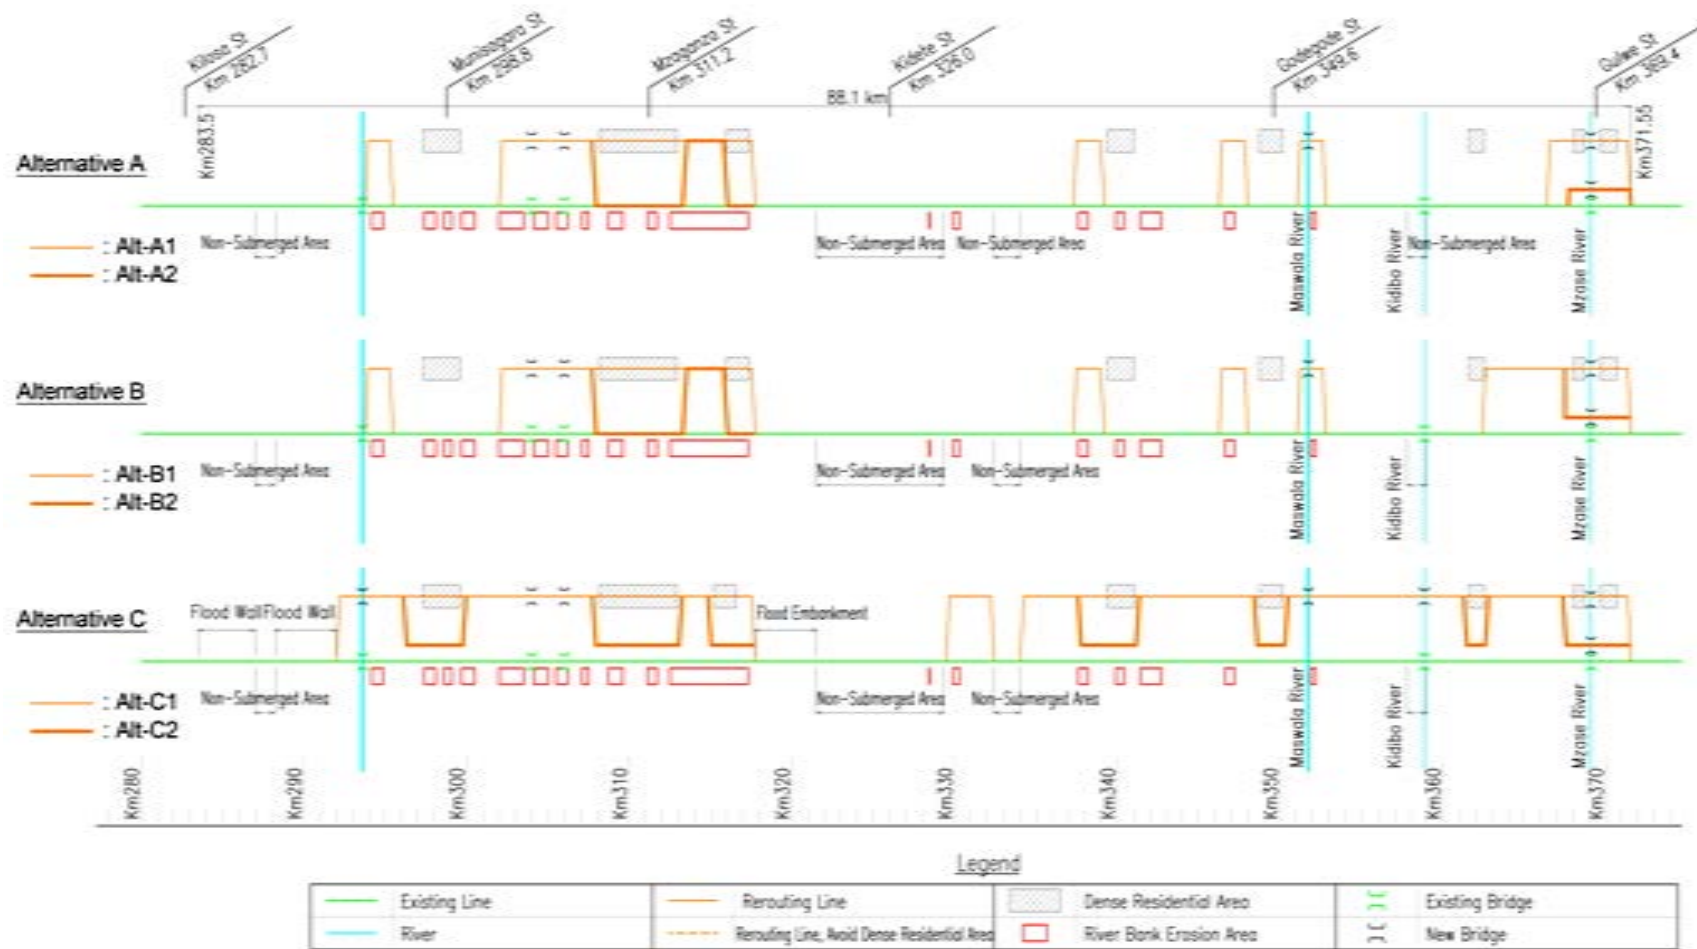 Kilosa St
Km 282.7
Munisagara St
Km 298.8
Mzaganza St
Km 311.2
Kidete St
Km 326.0
Godegode St
Km 349.6
Gulwe St
Km 369.4
88.1 km
Km283.5
Km371.55
Alternative A
: Alt-A1
: Alt-A2
Non-Submerged Area
Non-Submerged Area
Non-Submerged Area
Non-Submerged Area
Maswala River
Kidibo River
Mzase River
Alternative B
: Alt-B1
: Alt-B2
Non-Submerged Area
Non-Submerged Area
Non-Submerged Area
Maswala River
Kidibo River
Mzase River
Alternative C
Flood Wall
Flood Wall
Flood Embankment
: Alt-C1
: Alt-C2
Non-Submerged Area
Non-Submerged Area
Non-Submerged Area
Maswala River
Kidibo River
Mzase River
Km280
Km290
Km300
Km310
Km320
Km330
Km340
Km350
Km360
Km370
Legend
Existing Line
Rerouting Line
Dense Residential Area
Existing Bridge
River
Rerouting Line, Avoid Dense Residential Area
River Bank Erosion Area
New Bridge